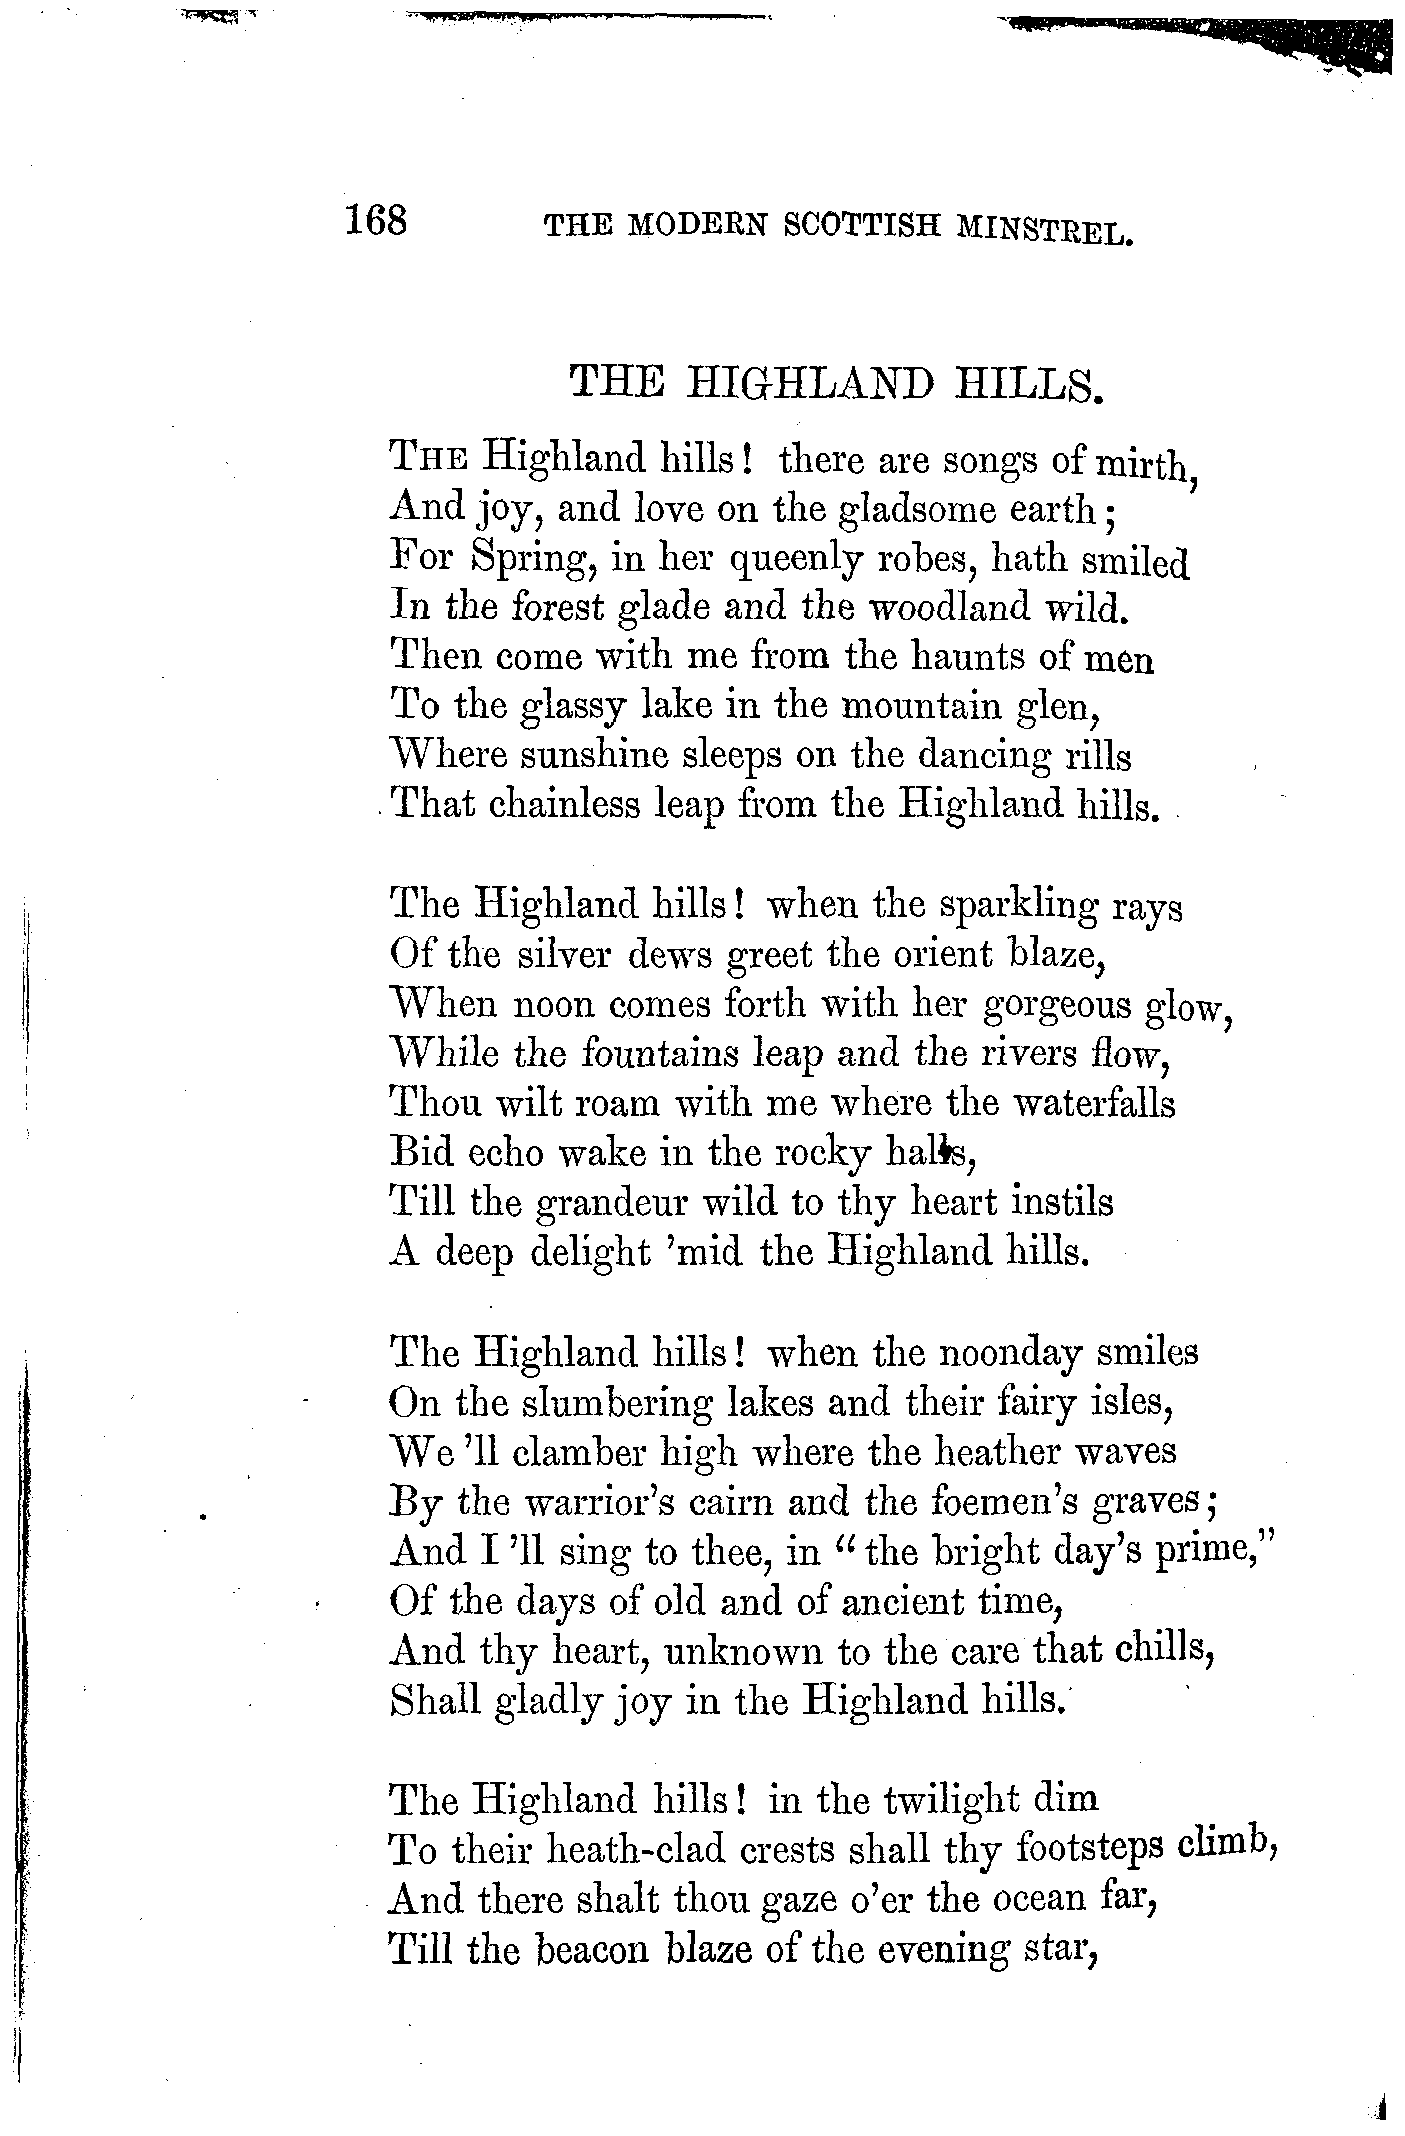 168 THE MODERN SCOTTISH MINSTREL.
THE HIGHLAND HILLS.
THE Highland hills! there are songs of mirth,
And joy, and love on the gladsome earth;
For Spring, in her queenly robes, hath smiled
In the forest glade and the woodland wild.
Then come with me from the haunts of men
To the glassy lake in the mountain glen,
Where sunshine sleeps on the dancing rills
That chainless leap from the Highland hills.
The Highland hills! when the sparkling rays
Of the silver dews greet the orient blaze,
When noon comes forth with her gorgeous glow,
While the fountains leap and the rivers flow,
Thou wilt roam with me where the waterfalls
Bid echo wake in the rocky halls,
Till the grandeur wild to thy heart instils
A deep delight 'mid the Highland hills.
The Highland hills! when the noonday smiles
On the slumbering lakes and their fairy isles,
We 'll clamber high where the heather waves
By the warrior's cairn and the foemen's graves;
And I 'll sing to thee, in "the bright day's prime,"
Of the days of old and of ancient time,
And thy heart, unknown to the care that chills,
Shall gladly joy in the Highland hills.
The Highland hills! in the twilight dim
To their heath-clad crests shall thy footsteps climb,
And there shalt thou gaze o'er the ocean far,
Till the beacon blaze of the evening star,